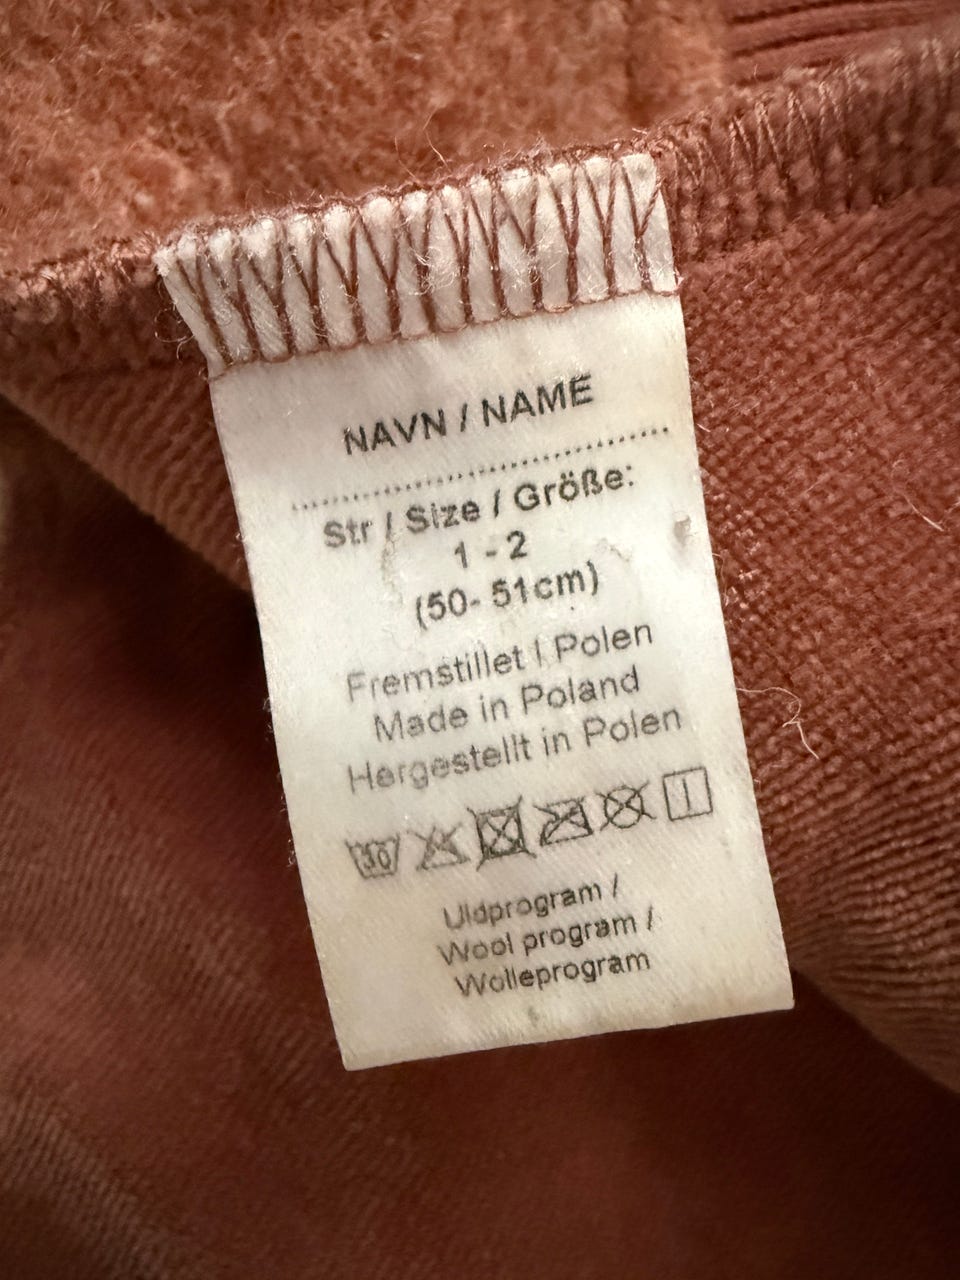 NAVN / NAME
Str / Size / Größe:
1 - 2
(50- 51cm)
Fremstillet I Polen
Made in Poland
Hergestellt in Polen
30
Uldprogram /
Wool program /
Wolleprogram